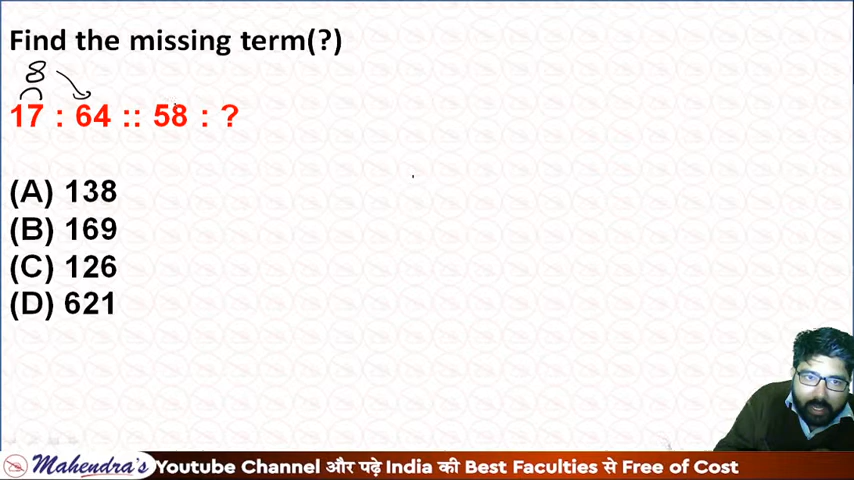 Find the missing term(?)
8
17 : 64 :: 58 : ?
(A) 138
(B) 169
(C) 126
(D) 621
Mahendra's Youtube Channel और पढ़े India की Best Faculties से Free of Cost